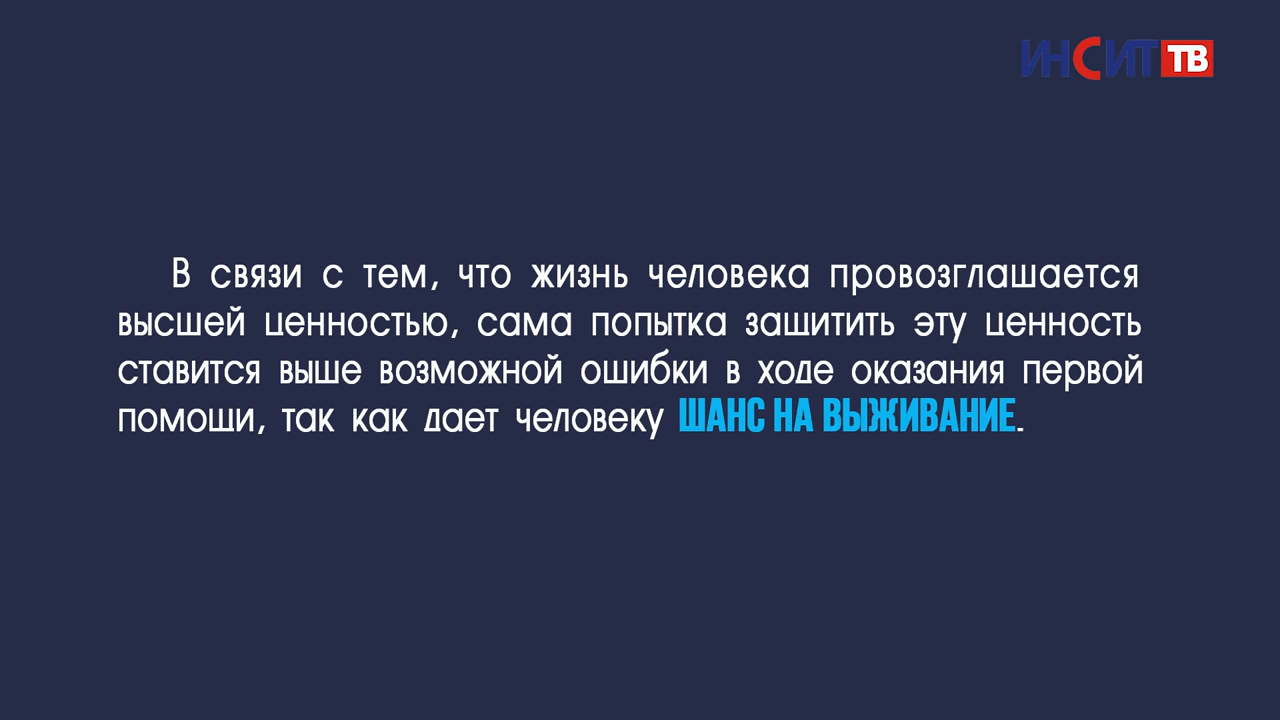 ИНСИТ ТВ
В связи с тем, что жизнь человека провозглашается
высшей ценностью, сама попытка защитить эту ценность
ставится выше возможной ошибки в ходе оказания первой
помощи, так как дает человеку ШАНС НА ВЫЖИВАНИЕ.